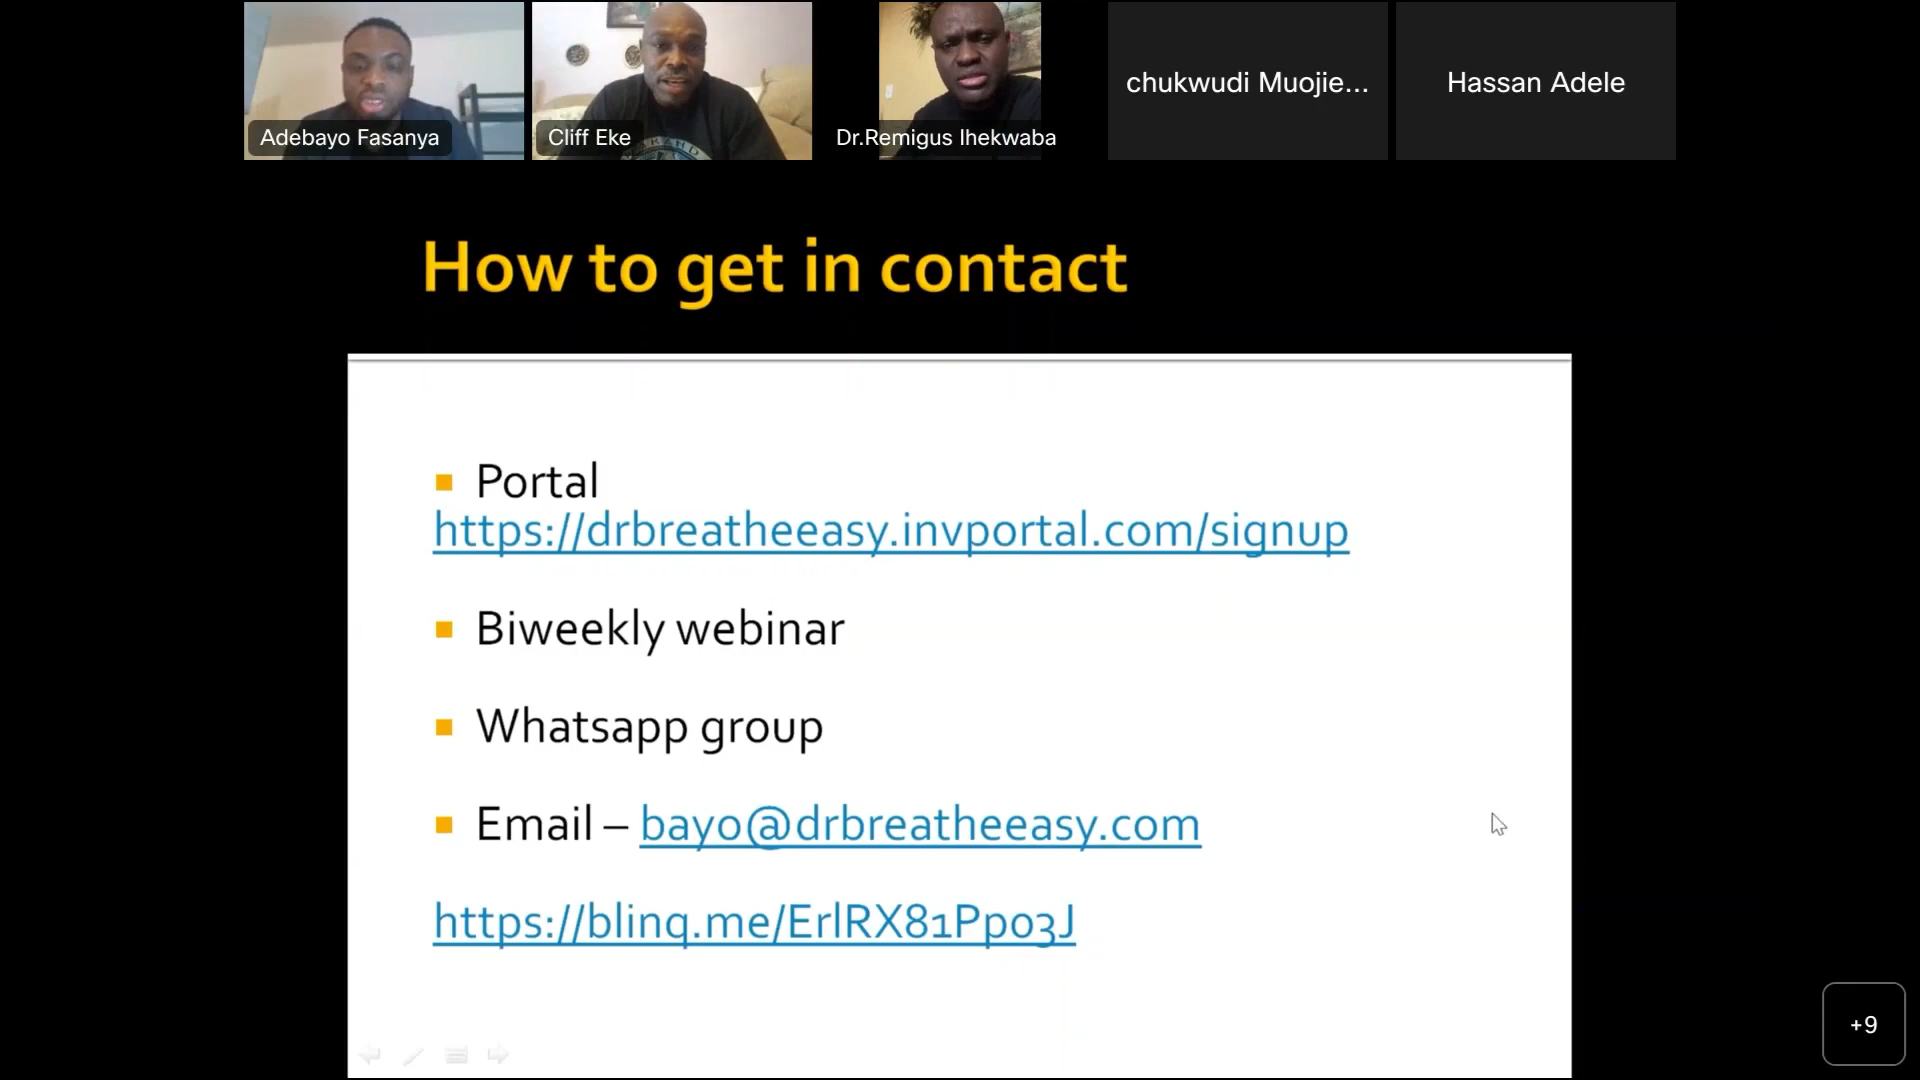 Adebayo Fasanya
Cliff Eke
Dr.Remigus Ihekwaba
chukwudi Muojie...
Hassan Adele
How to get in contact
Portal
https://drbreatheeasy.invportal.com/signup
Biweekly webinar
Whatsapp group
Email – bayo@drbreatheeasy.com
https://blinq.me/ErlRX81Ppo3J
+9